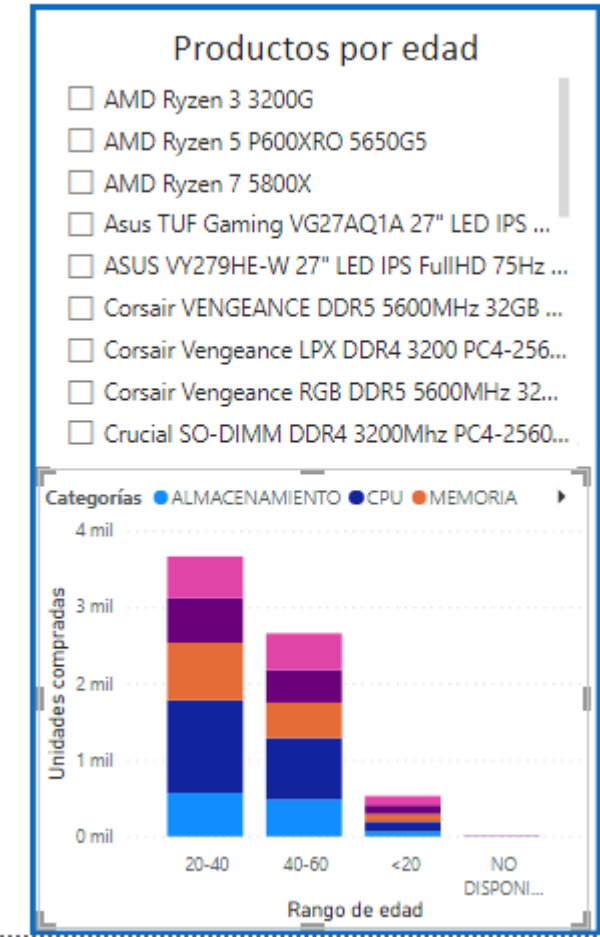 Productos por edad
AMD Ryzen 3 3200G
AMD Ryzen 5 P600XRO 5650G5
AMD Ryzen 7 5800X
Asus TUF Gaming VG27AQ1A 27" LED IPS ...
ASUS VY279HE-W 27" LED IPS FullHD 75Hz ...
Corsair VENGEANCE DDR5 5600MHz 32GB ...
Corsair Vengeance LPX DDR4 3200 PC4-256...
Corsair Vengeance RGB DDR5 5600MHz 32...
Crucial SO-DIMM DDR4 3200Mhz PC4-2560...
Categorías ALMACENAMIENTO CPU MEMORIA
4 mil
3 mil
2 mil
1 mil
0 mil
Unidades compradas
20-40 40-60 <20 NO
DISPONI...
Rango de edad